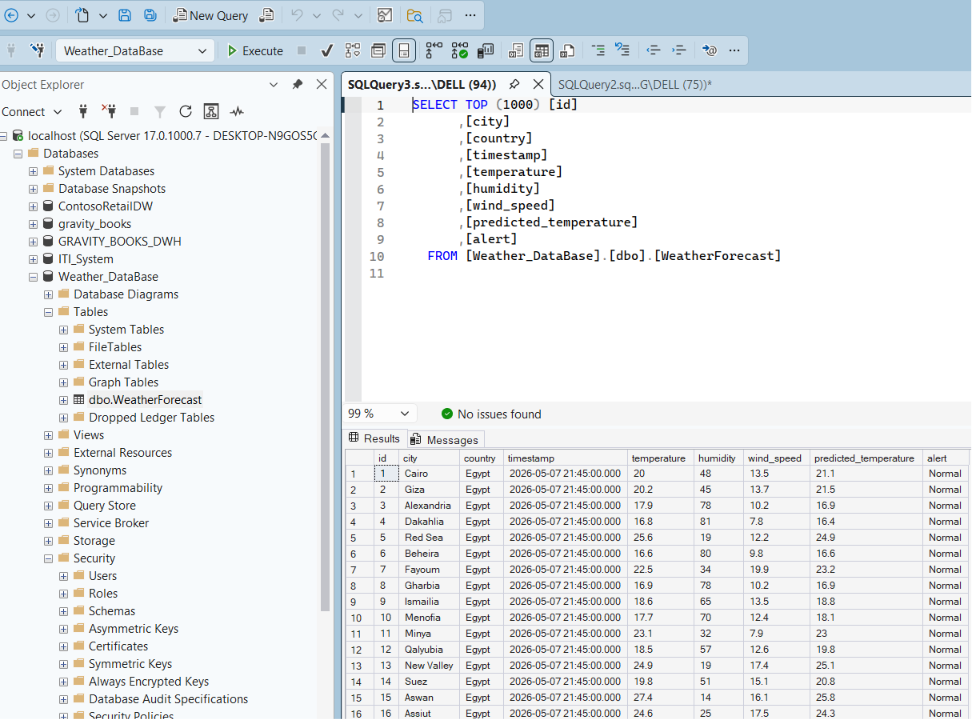 New Query
Weather_DataBase
Execute
Object Explorer
Connect
localhost (SQL Server 17.0.1000.7 - DESKTOP-N9GOS5
Databases
System Databases
Database Snapshots
ContosoRetailDW
gravity_books
GRAVITY_BOOKS_DWH
ITI_System
Weather_DataBase
Database Diagrams
Tables
System Tables
FileTables
External Tables
Graph Tables
dbo.WeatherForecast
Dropped Ledger Tables
Views
External Resources
Synonyms
Programmability
Query Store
Service Broker
Storage
Security
Users
Roles
Schemas
Asymmetric Keys
Certificates
Symmetric Keys
Always Encrypted Keys
Database Audit Specifications
Security Policies
SQLQuery3.s...\DELL (94)) SQLQuery2.sq...G\DELL (75))*
1 SELECT TOP (1000) [id]
2 ,[city]
3 ,[country]
4 ,[timestamp]
5 ,[temperature]
6 ,[humidity]
7 ,[wind_speed]
8 ,[predicted_temperature]
9 ,[alert]
10 FROM [Weather_DataBase].[dbo].[WeatherForecast]
11
99 % No issues found
Results Messages
id city country timestamp temperature humidity wind_speed predicted_temperature alert
1 1 Cairo Egypt 2026-05-07 21:45:00.000 20 48 13.5 21.1 Normal
2 2 Giza Egypt 2026-05-07 21:45:00.000 20.2 45 13.7 21.5 Normal
3 3 Alexandria Egypt 2026-05-07 21:45:00.000 17.9 78 10.2 16.9 Normal
4 4 Dakahlia Egypt 2026-05-07 21:45:00.000 16.8 81 7.8 16.4 Normal
5 5 Red Sea Egypt 2026-05-07 21:45:00.000 25.6 19 12.2 24.9 Normal
6 6 Beheira Egypt 2026-05-07 21:45:00.000 16.6 80 9.8 16.6 Normal
7 7 Fayoum Egypt 2026-05-07 21:45:00.000 22.5 34 19.9 23.2 Normal
8 8 Gharbia Egypt 2026-05-07 21:45:00.000 16.9 78 10.2 16.9 Normal
9 9 Ismailia Egypt 2026-05-07 21:45:00.000 18.6 65 13.5 18.8 Normal
10 10 Menofia Egypt 2026-05-07 21:45:00.000 17.7 70 12.4 18.1 Normal
11 11 Minya Egypt 2026-05-07 21:45:00.000 23.1 32 7.9 23 Normal
12 12 Qalyubia Egypt 2026-05-07 21:45:00.000 18.5 57 12.6 19.8 Normal
13 13 New Valley Egypt 2026-05-07 21:45:00.000 24.9 19 17.4 25.1 Normal
14 14 Suez Egypt 2026-05-07 21:45:00.000 19.8 51 15.1 20.8 Normal
15 15 Aswan Egypt 2026-05-07 21:45:00.000 27.4 14 16.1 25.8 Normal
16 16 Assiut Egypt 2026-05-07 21:45:00.000 24.6 25 17.5 24.3 Normal